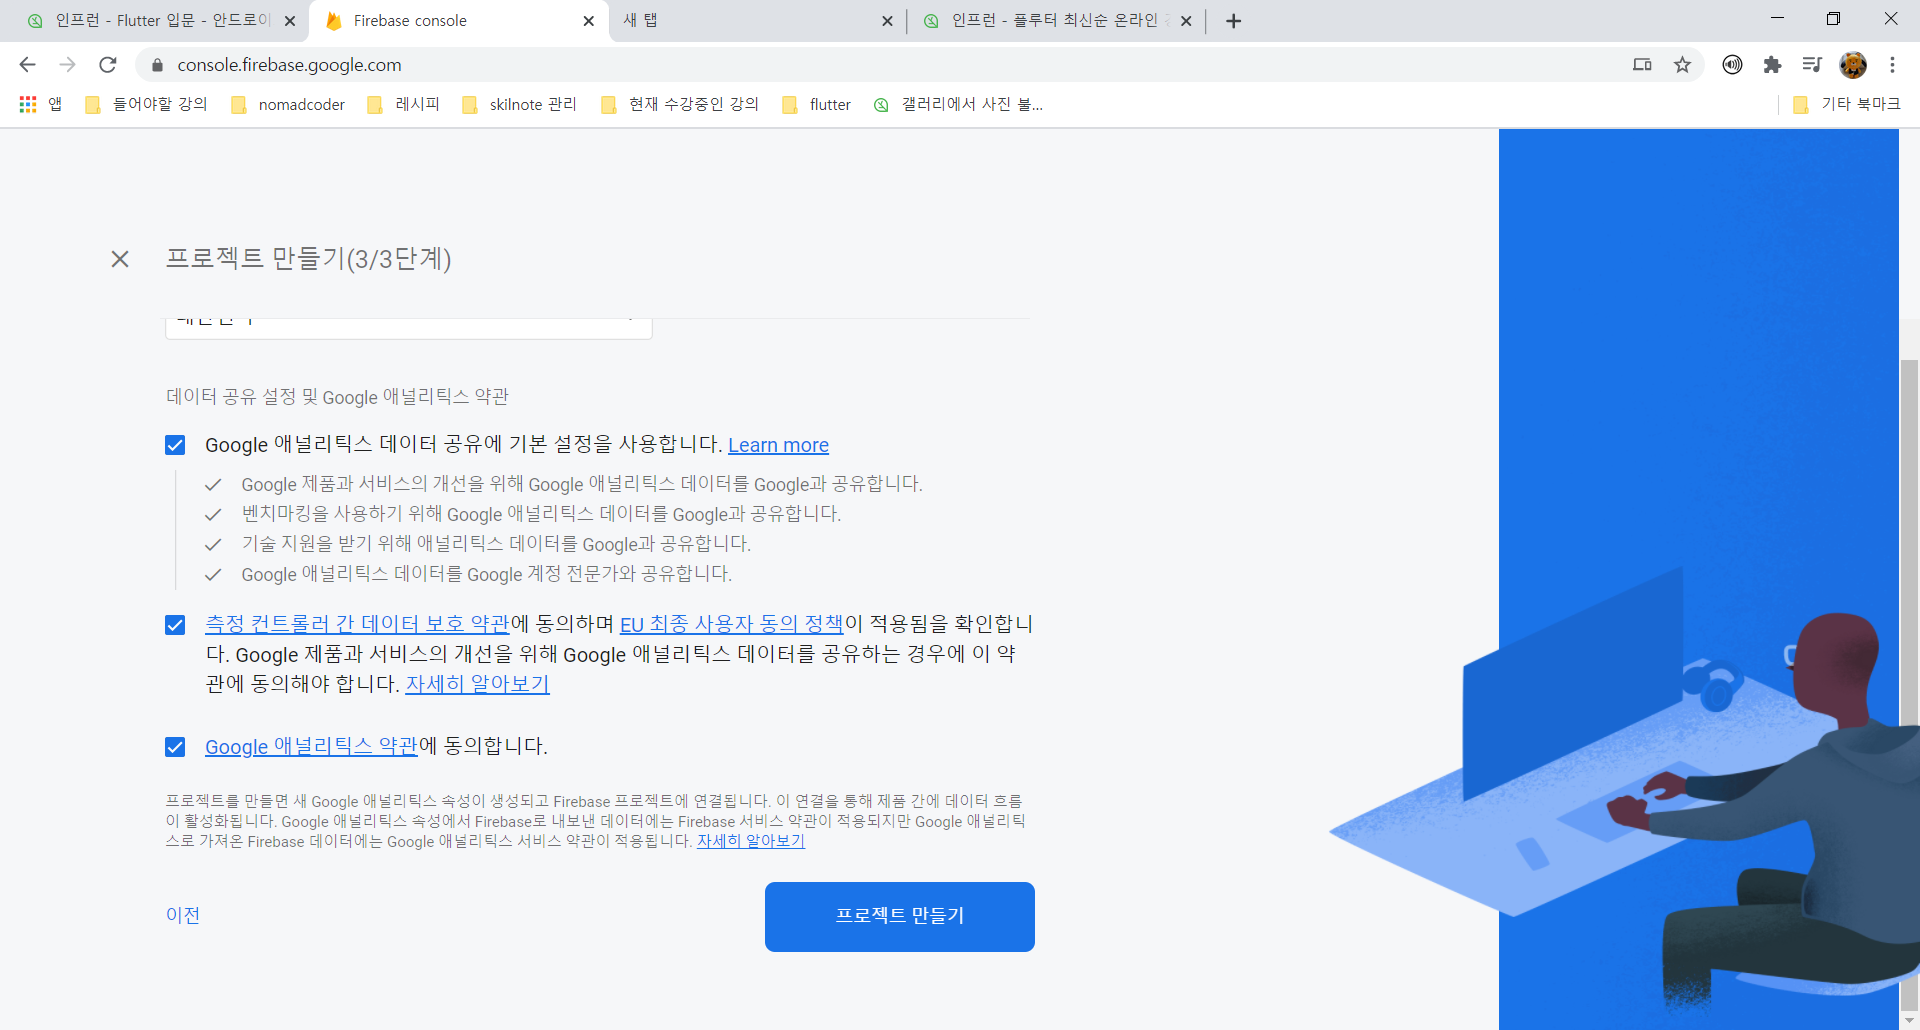 인프런 - Flutter 입문 - 안드로이
Firebase console
새 탭
인프런 - 플루터 최신순 온라인
console.firebase.google.com
앱
들어야할 강의
nomadcoder
레시피
skilnote 관리
현재 수강중인 강의
flutter
갤러리에서 사진 불...
기타 북마크
프로젝트 만들기(3/3단계)
데이터 공유 설정 및 Google 애널리틱스 약관
Google 애널리틱스 데이터 공유에 기본 설정을 사용합니다. Learn more
Google 제품과 서비스의 개선을 위해 Google 애널리틱스 데이터를 Google과 공유합니다.
벤치마킹을 사용하기 위해 Google 애널리틱스 데이터를 Google과 공유합니다.
기술 지원을 받기 위해 애널리틱스 데이터를 Google과 공유합니다.
Google 애널리틱스 데이터를 Google 계정 전문가와 공유합니다.
측정 컨트롤러 간 데이터 보호 약관에 동의하며 EU 최종 사용자 동의 정책이 적용됨을 확인합니
다. Google 제품과 서비스의 개선을 위해 Google 애널리틱스 데이터를 공유하는 경우에 이 약
관에 동의해야 합니다. 자세히 알아보기
Google 애널리틱스 약관에 동의합니다.
프로젝트를 만들면 새 Google 애널리틱스 속성이 생성되고 Firebase 프로젝트에 연결됩니다. 이 연결을 통해 제품 간에 데이터 흐름
이 활성화됩니다. Google 애널리틱스 속성에서 Firebase로 내보낸 데이터에는 Firebase 서비스 약관이 적용되지만 Google 애널리틱
스로 가져온 Firebase 데이터에는 Google 애널리틱스 서비스 약관이 적용됩니다. 자세히 알아보기
이전
프로젝트 만들기